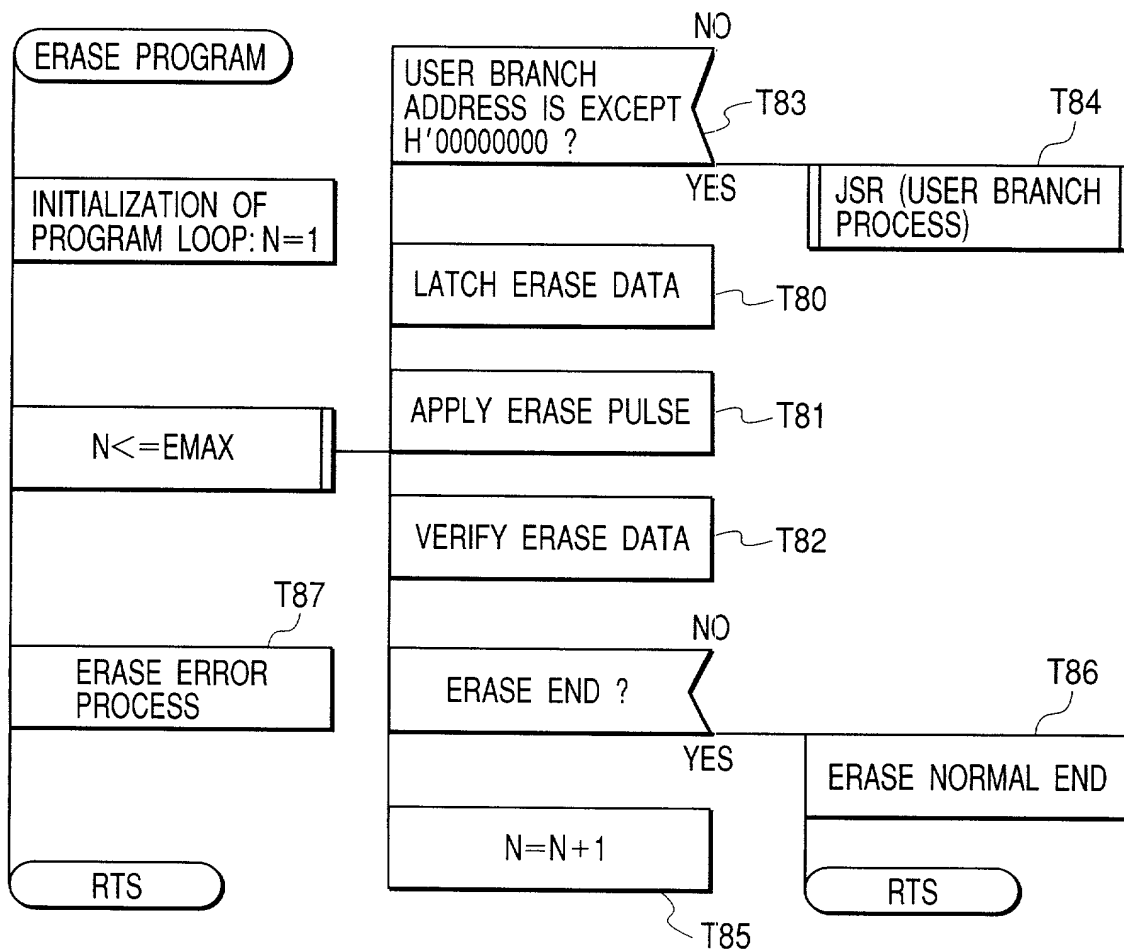 ERASE PROGRAM
INITIALIZATION OF
PROGRAM LOOP: N=1
N<=EMAX
T87
ERASE ERROR
PROCESS
RTS
NO
USER BRANCH
ADDRESS IS EXCEPT
H'00000000 ?
T83
YES
T84
JSR (USER BRANCH
PROCESS)
LATCH ERASE DATA
T80
APPLY ERASE PULSE
T81
VERIFY ERASE DATA
T82
NO
ERASE END ?
YES
T86
ERASE NORMAL END
RTS
N=N+1
T85